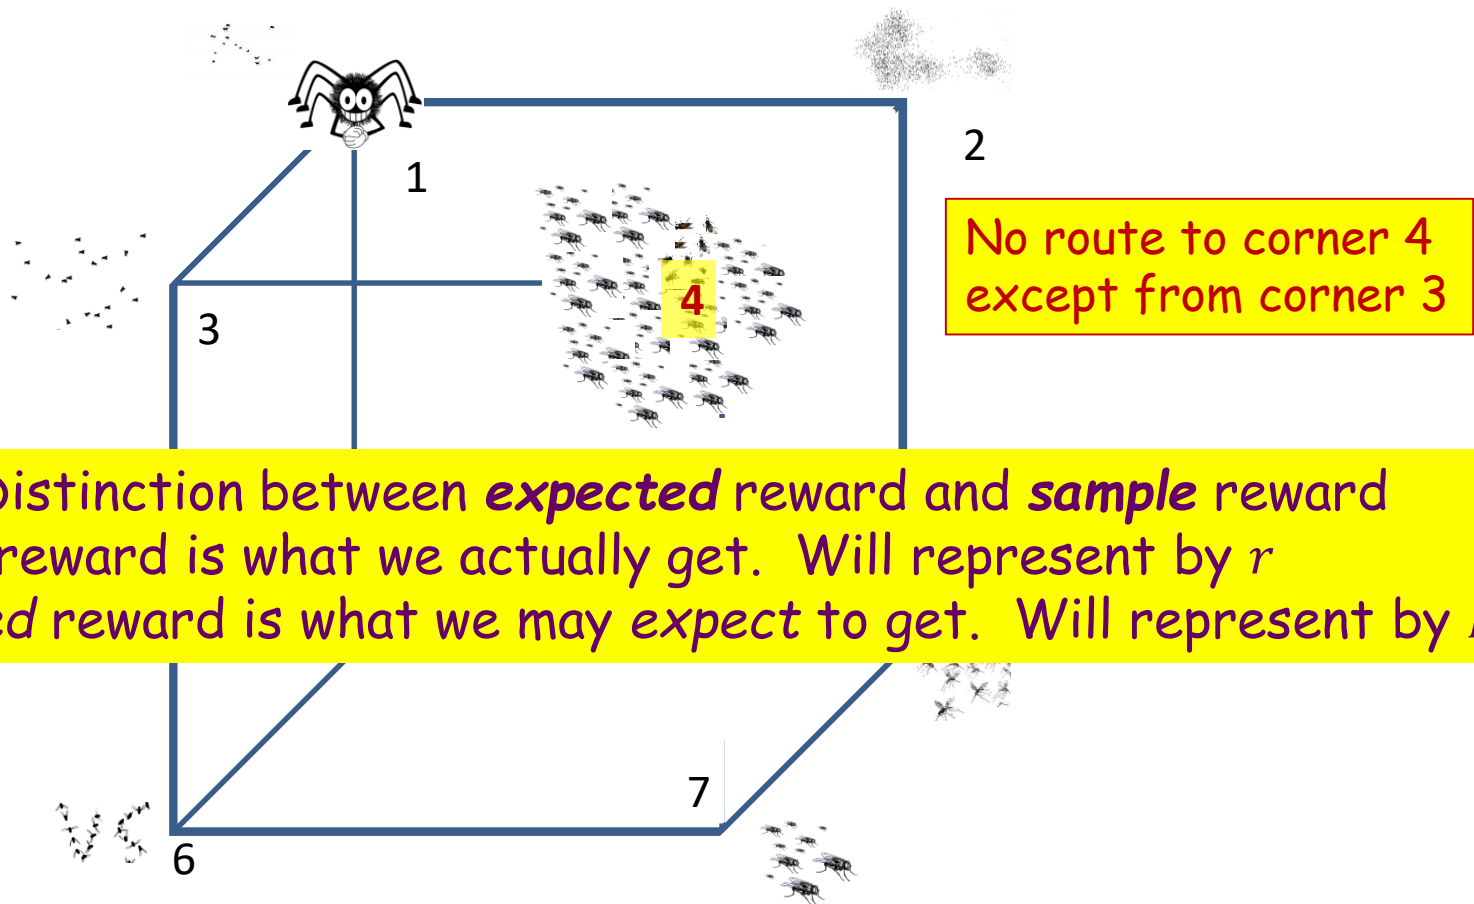 1
2
No route to corner 4
except from corner 3
4
3
Distinction between expected reward and sample reward
reward is what we actually get. Will represent by r
reward is what we may expect to get. Will represent by
7
6